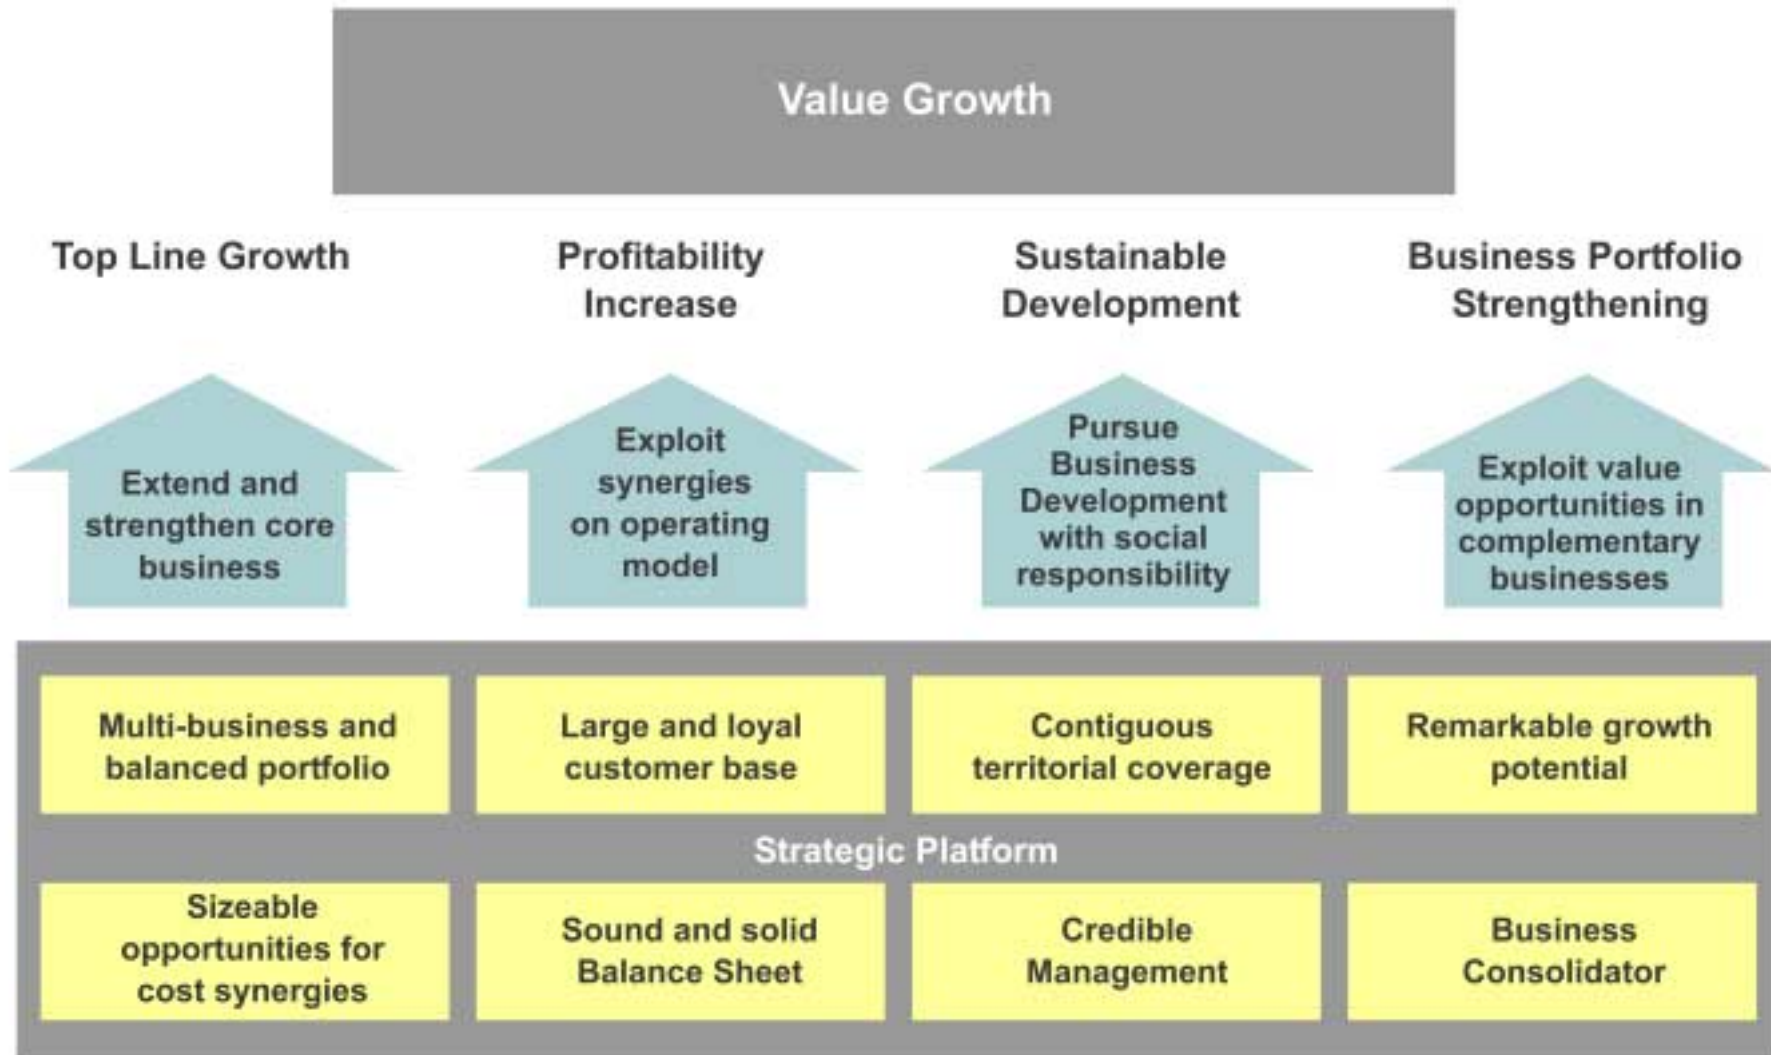 Value Growth
Top Line Growth
Profitability
Increase
Sustainable
Development
Business Portfolio
Strengthening
Extend and
strengthen core
business
Exploit
synergies
on operating
model
Pursue
Business
Development
with social
responsibility
Exploit value
opportunities in
complementary
businesses
Multi-business and
balanced portfolio
Large and loyal
customer base
Contiguous
territorial coverage
Remarkable growth
potential
Strategic Platform
Sizeable
opportunities for
cost synergies
Sound and solid
Balance Sheet
Credible
Management
Business
Consolidator